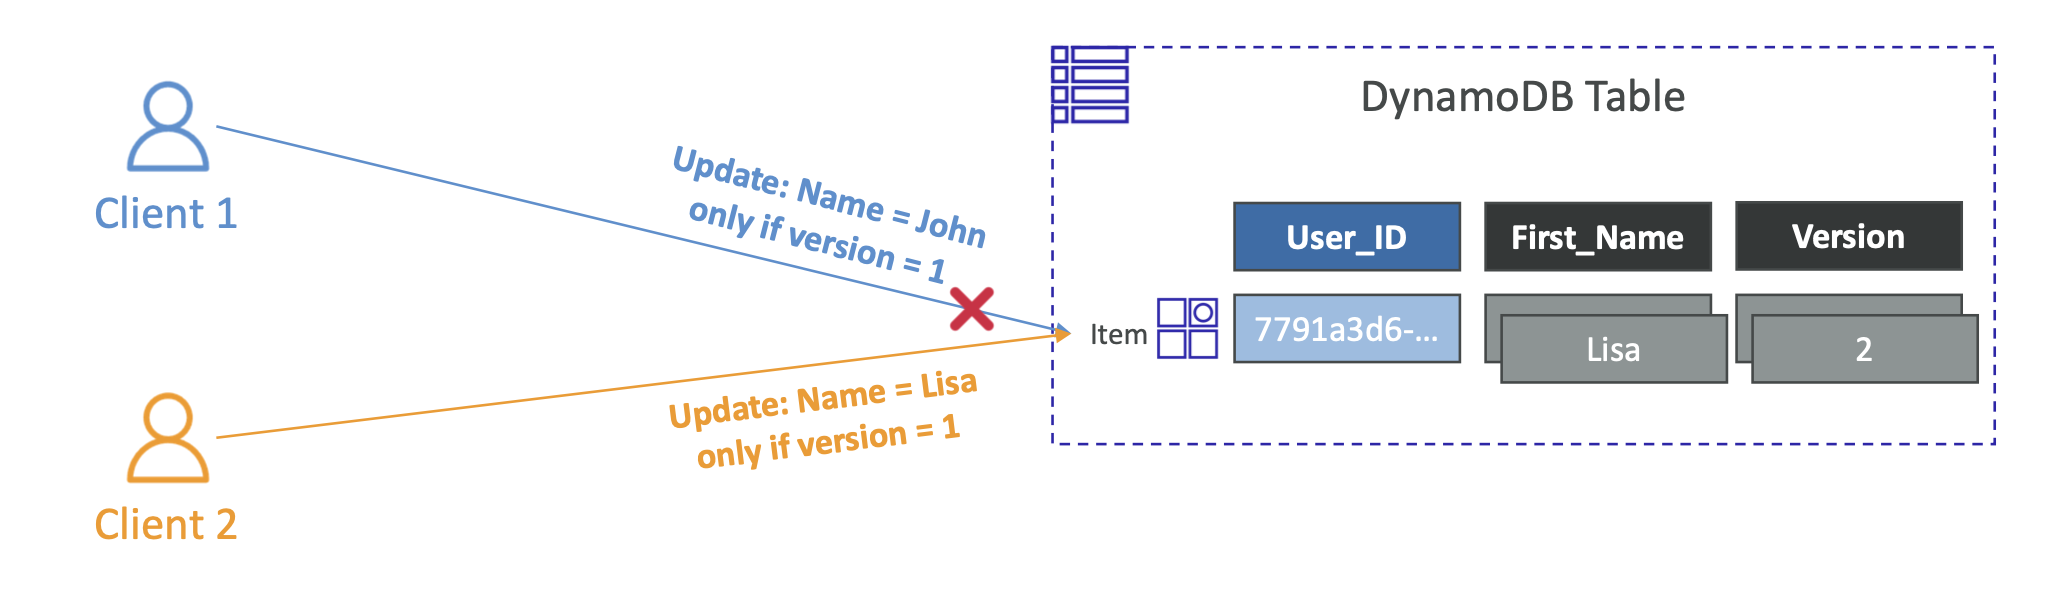 DynamoDB Table
Client 1
Update: Name = John
only if version = 1
User_ID
First_Name
Version
Item
7791a3d6-...
Lisa
2
Update: Name = Lisa
only if version = 1
Client 2